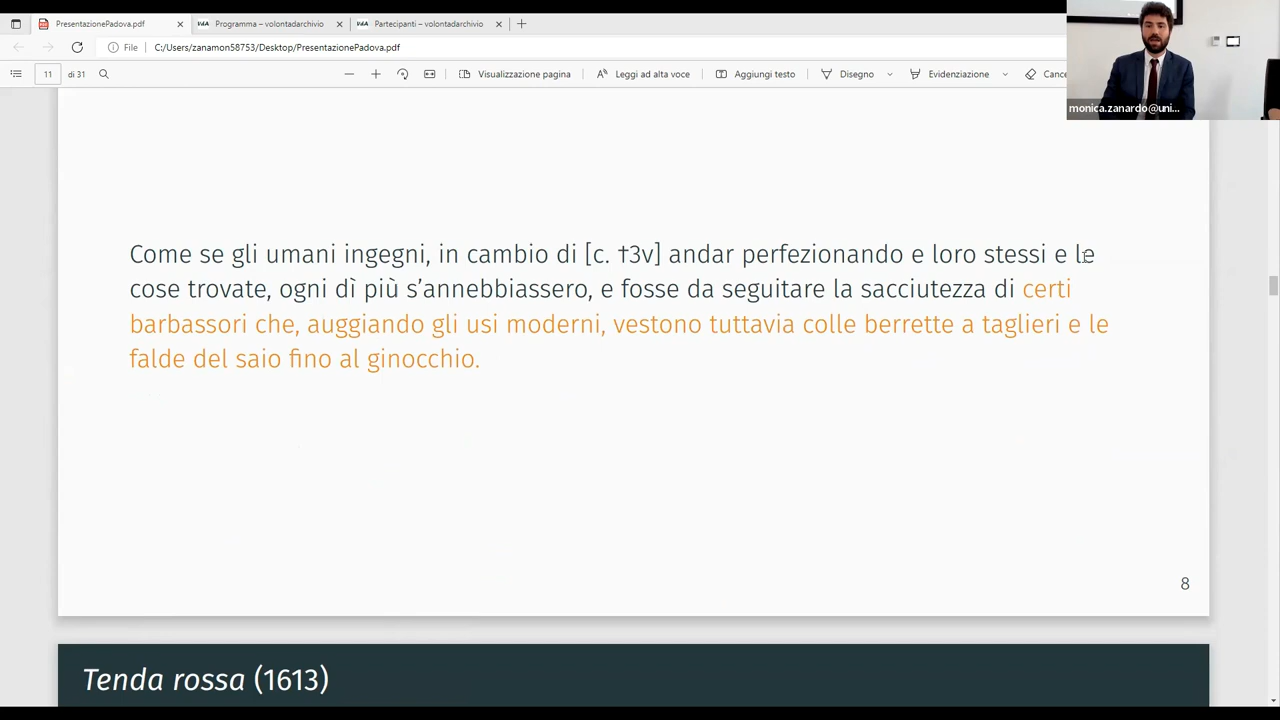 PresentazionePadova.pdf
Programma – volontadarchivio
Partecipanti – volontadarchivio
File
C:/Users/zanamon58753/Desktop/PresentazionePadova.pdf
11 di 31
Visualizzazione pagina
Leggi ad alta voce
Aggiungi testo
Disegno
Evidenziazione
Cance
monica.zanardo@uni...
Come se gli umani ingegni, in cambio di [c. †3v] andar perfezionando e loro stessi e le
cose trovate, ogni dì più s’annebbiassero, e fosse da seguitare la sacciutezza di certi
barbassori che, auggiando gli usi moderni, vestono tuttavia colle berrette a taglieri e le
falde del saio fino al ginocchio.
8
Tenda rossa (1613)